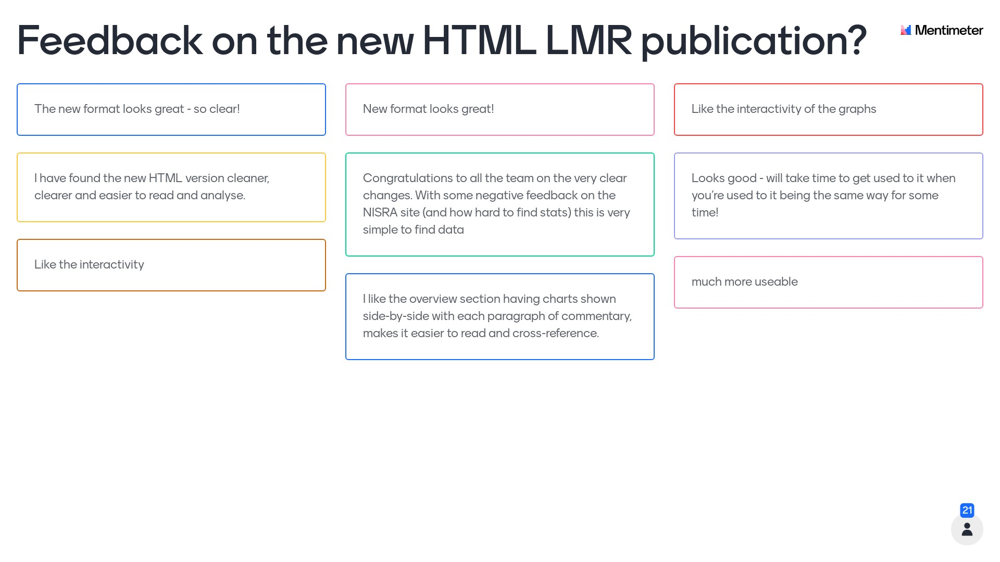 Feedback on the new HTML LMR publication?
Mentimeter
The new format looks great - so clear!
New format looks great!
Like the interactivity of the graphs
I have found the new HTML version cleaner,
clearer and easier to read and analyse.
Congratulations to all the team on the very clear
changes. With some negative feedback on the
NISRA site (and how hard to find stats) this is very
simple to find data
Looks good - will take time to get used to it when
you’re used to it being the same way for some
time!
Like the interactivity
I like the overview section having charts shown
side-by-side with each paragraph of commentary,
makes it easier to read and cross-reference.
much more useable
21